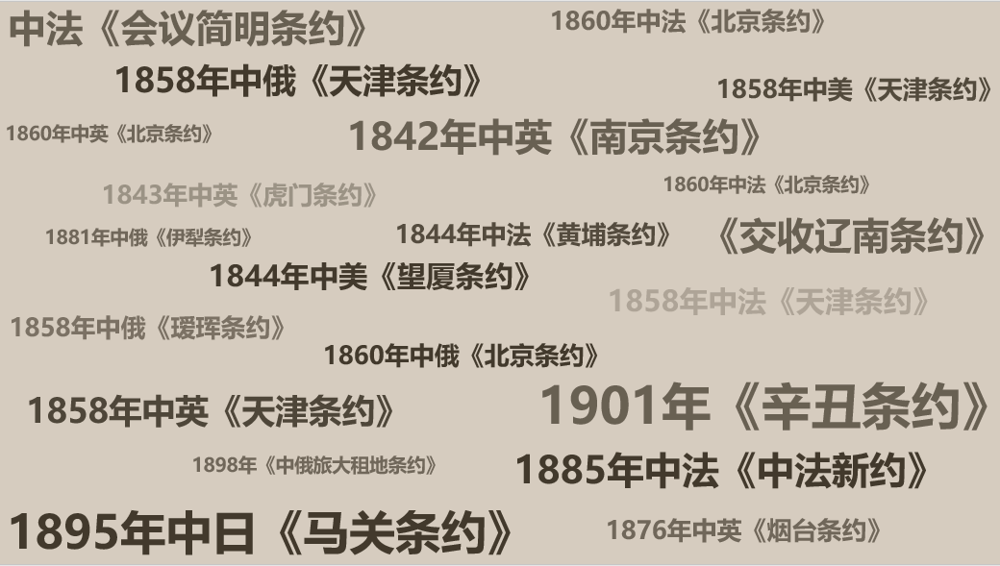 中法《会议简明条约》
1860年中法《北京条约》
1858年中俄《天津条约》
1858年中美《天津条约》
1860年中英《北京条约》
1842年中英《南京条约》
1843年中英《虎门条约》
1860年中法《北京条约》
1881年中俄《伊犁条约》
1844年中法《黄埔条约》
《交收辽南条约》
1844年中美《望厦条约》
1858年中法《天津条约》
1858年中俄《瑷珲条约》
1860年中俄《北京条约》
1858年中英《天津条约》
1901年《辛丑条约》
1898年《中俄旅大租地条约》
1885年中法《中法新约》
1895年中日《马关条约》
1876年中英《烟台条约》